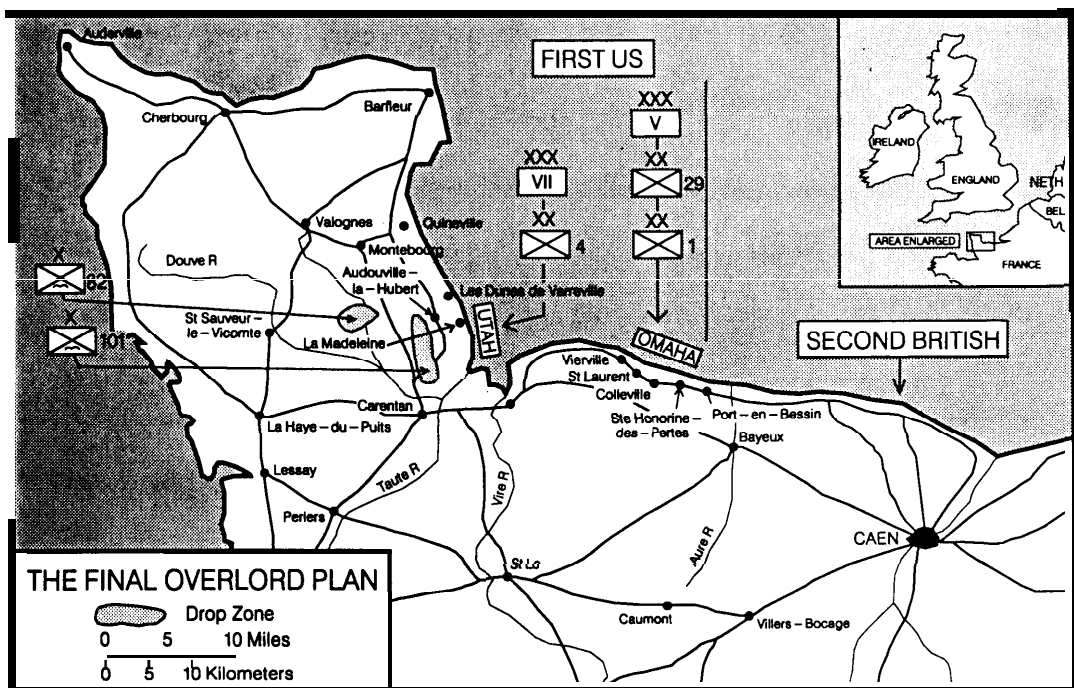 Auderville
FIRST US
Cherbourg
Barfleur
XXX
V
XX
29
XX
1
XXX
VII
XX
4
IRELAND
ENGLAND
NETH
BEL
AREA ENLARGED
FRANCE
Valognes
Quineville
Montebourg
Douve R
Audouville –
la – Hubert
Les Dunes de Varreville
X
82
X
101
St Sauveur –
le – Vicomte
La Madeleine
UTAH
OMAHA
SECOND BRITISH
Vierville
St Laurent
Colleville
Ste Honorine –
des – Pertes
Port – en – Bessin
Bayeux
Carentan
La Haye – du – Puits
Lessay
Taute R
Vire R
Periers
Aure R
CAEN
St Lo
Caumont
Villers – Bocage
THE FINAL OVERLORD PLAN
Drop Zone
0 5 10 Miles
0 5 10 Kilometers